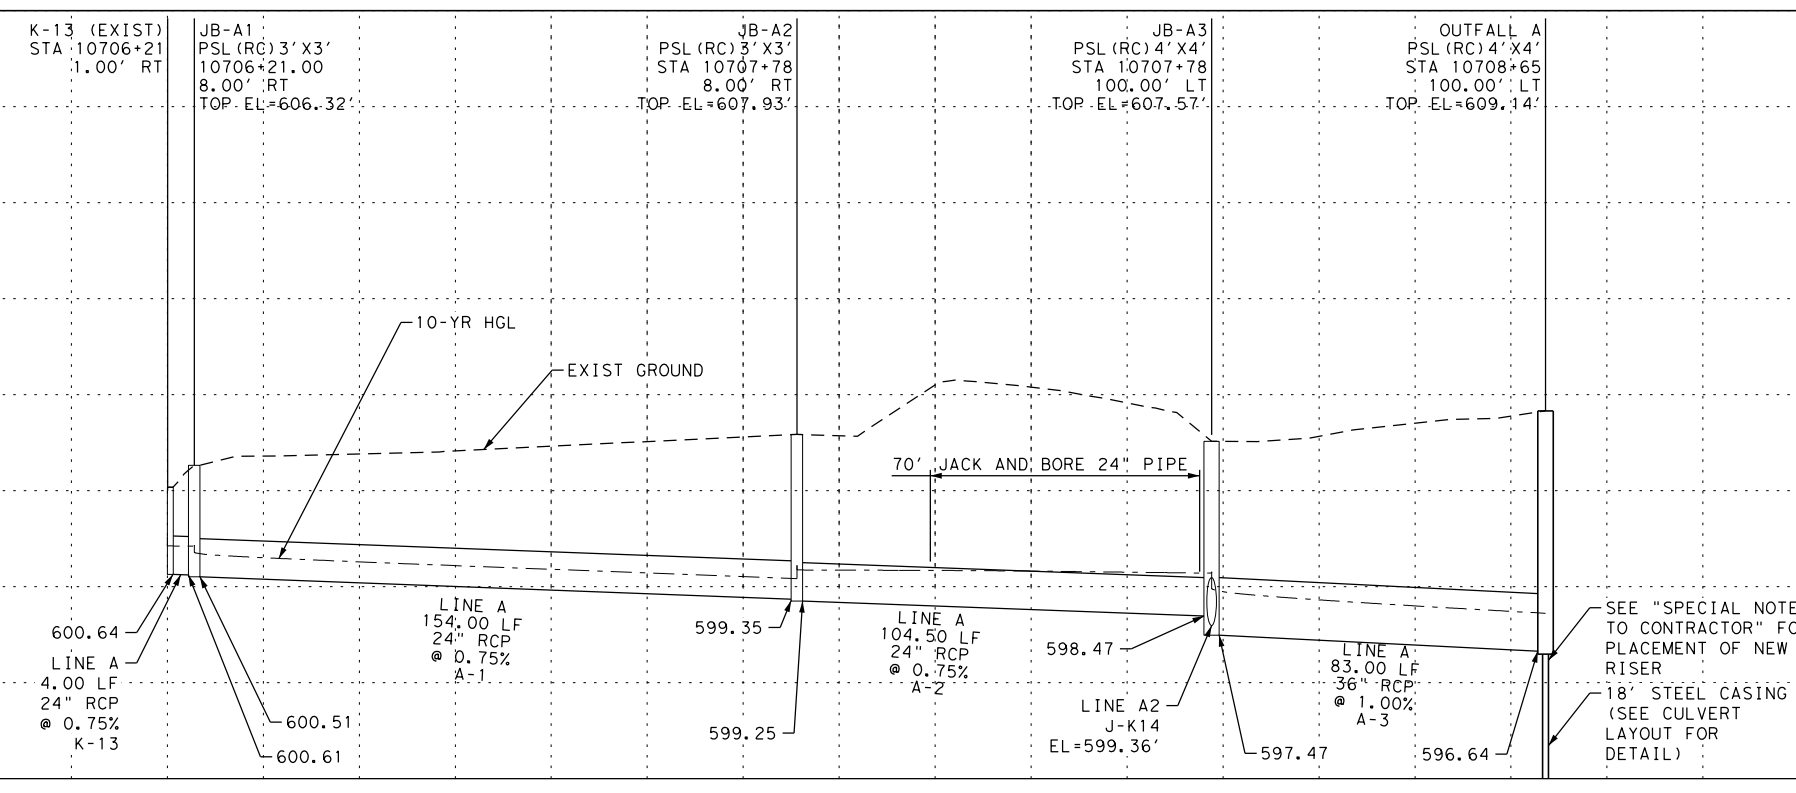 K-13 (EXIST)
STA 10706+21
1.00' RT
JB-A1
PSL(RC)3'X3'
10706+21.00
8.00' RT
TOP EL=606.32'
JB-A2
PSL(RC)3'X3'
STA 10707+78
8.00' RT
TOP EL=607.93'
JB-A3
PSL(RC)4'X4'
STA 10707+78
100.00' LT
TOP EL=607.57'
OUTFALL A
PSL(RC)4'X4'
STA 10708+65
100.00' LT
TOP EL=609.14'
10-YR HGL
EXIST GROUND
70' JACK AND BORE 24" PIPE
600.64
LINE A
4.00 LF
24" RCP
@ 0.75%
K-13
600.51
600.61
LINE A
154.00 LF
24" RCP
@ 0.75%
A-1
599.35
599.25
LINE A
104.50 LF
24" RCP
@ 0.75%
A-2
598.47
LINE A2
J-K14
EL=599.36'
597.47
LINE A
83.00 LF
36" RCP
@ 1.00%
A-3
596.64
SEE "SPECIAL NOTE
TO CONTRACTOR" FO
PLACEMENT OF NEW
RISER
18' STEEL CASING
(SEE CULVERT
LAYOUT FOR
DETAIL)